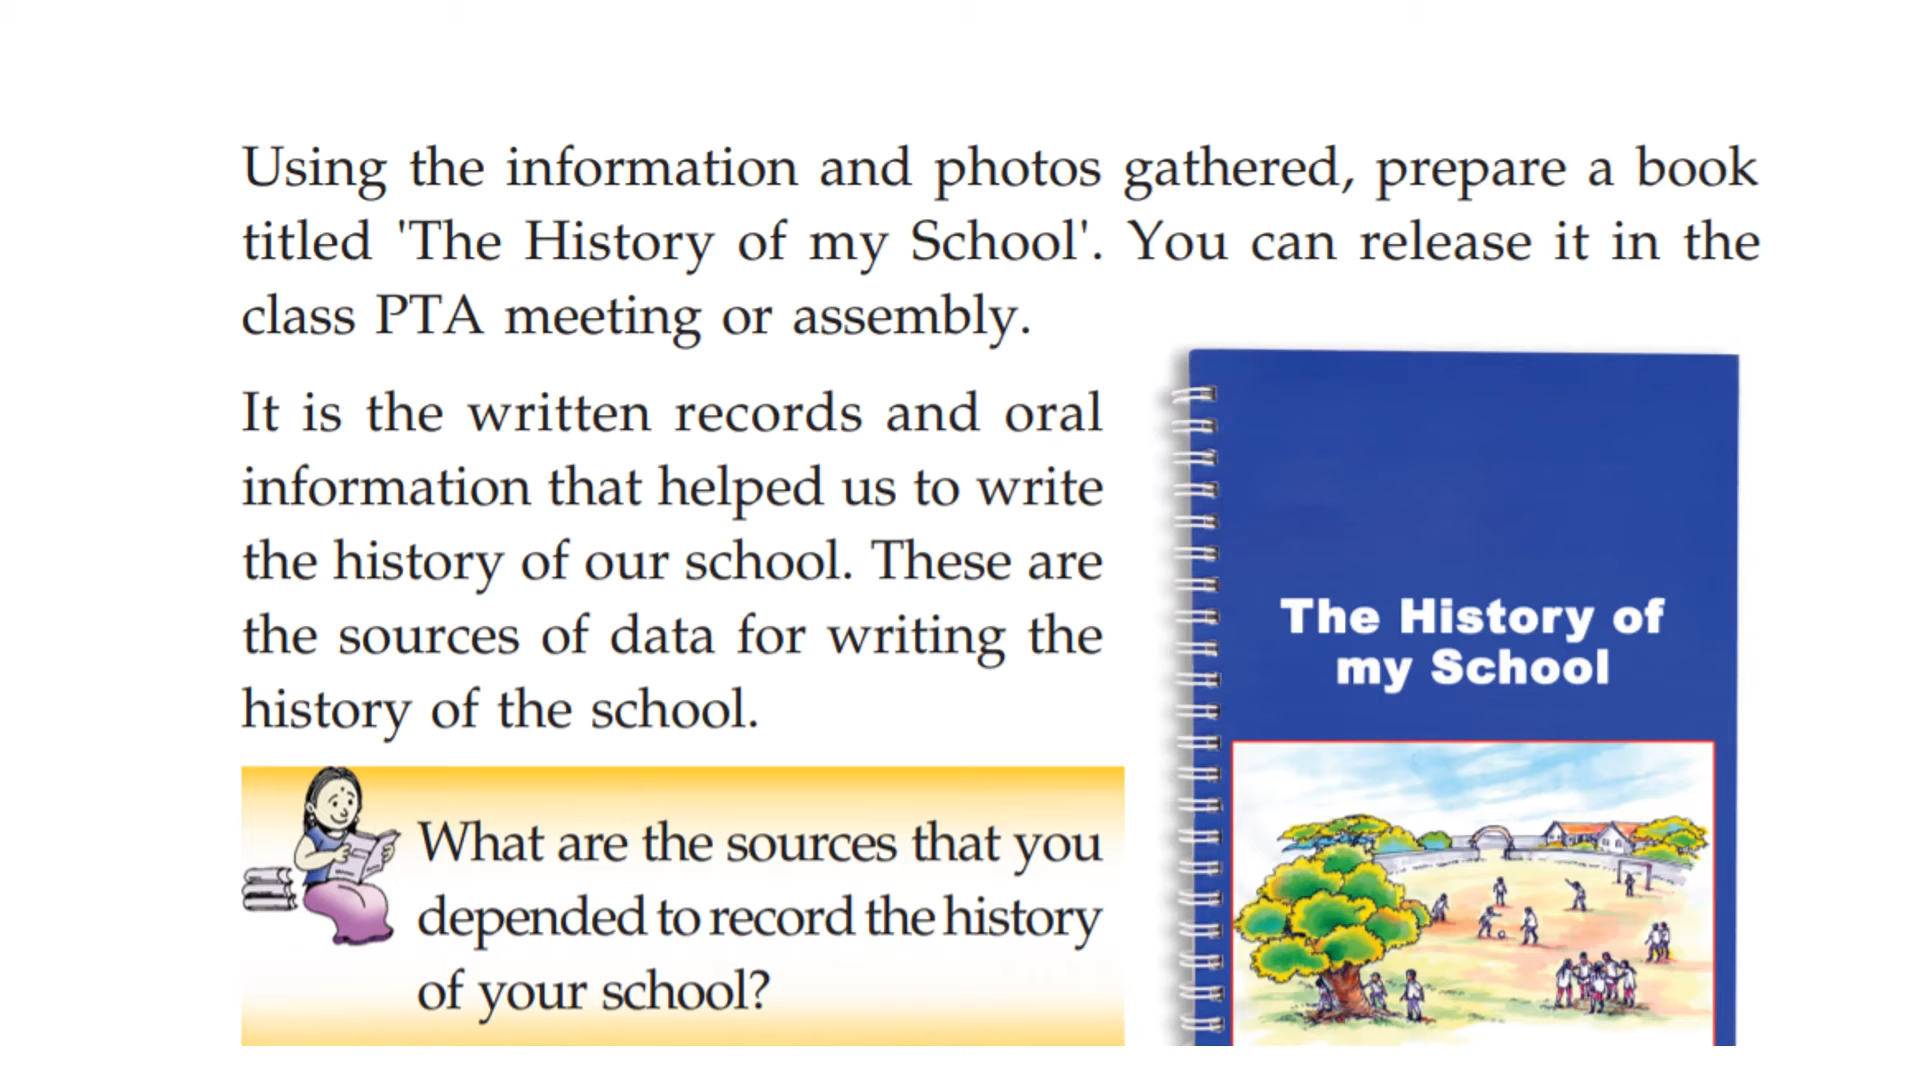 Using the information and photos gathered, prepare a book
titled 'The History of my School'. You can release it in the
class PTA meeting or assembly.
It is the written records and oral
information that helped us to write
the history of our school. These are
the sources of data for writing the
history of the school.
What are the sources that you
depended to record the history
of your school?
The History of
my School